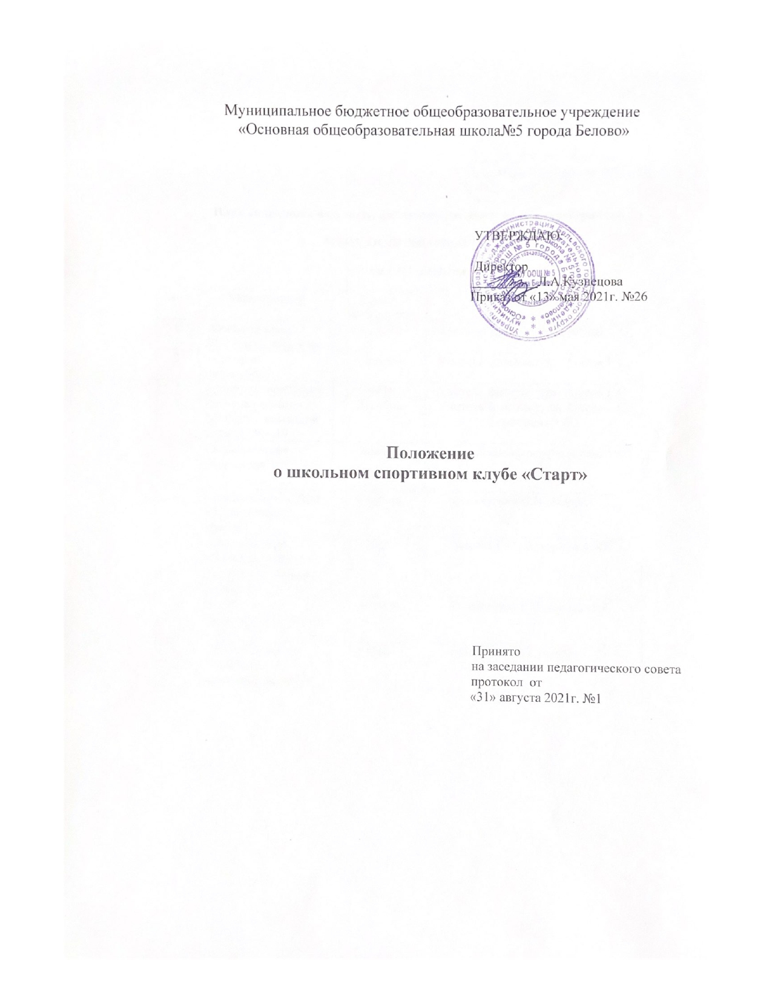 Муниципальное бюджетное общеобразовательное учреждение
«Основная общеобразовательная школа№5 города Белово»
УТВЕРЖДАЮ:
Директор
Л.А.Кузнецова
Приказ от «13» мая 2021г. №26
Положение
о школьном спортивном клубе «Старт»
Принято
на заседании педагогического совета
протокол от
«31» августа 2021г. №1